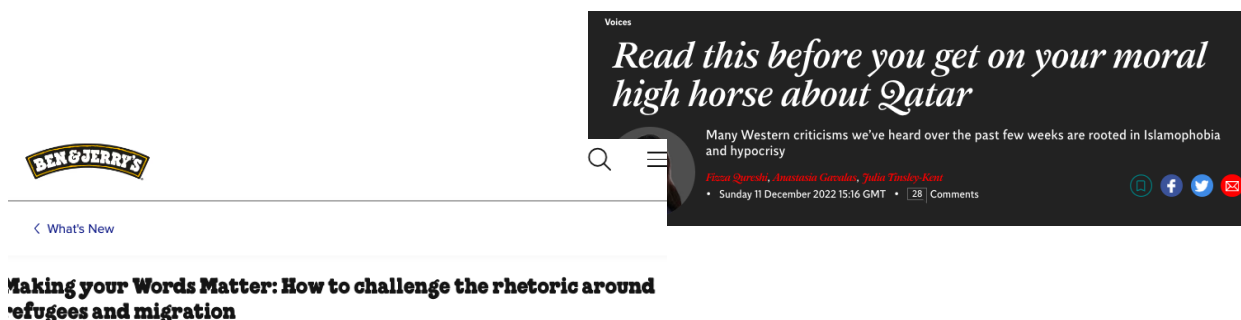 Voices
Read this before you get on your moral
high horse about Qatar
Many Western criticisms we've heard over the past few weeks are rooted in Islamophobia
and hypocrisy
Fizza Qureshi, Anastasia Gavalas, Julia Tinsley-Kent
• Sunday 11 December 2022 15:16 GMT • 28 Comments
BEN & JERRY'S
What's New
Making your Words Matter: How to challenge the rhetoric around
refugees and migration